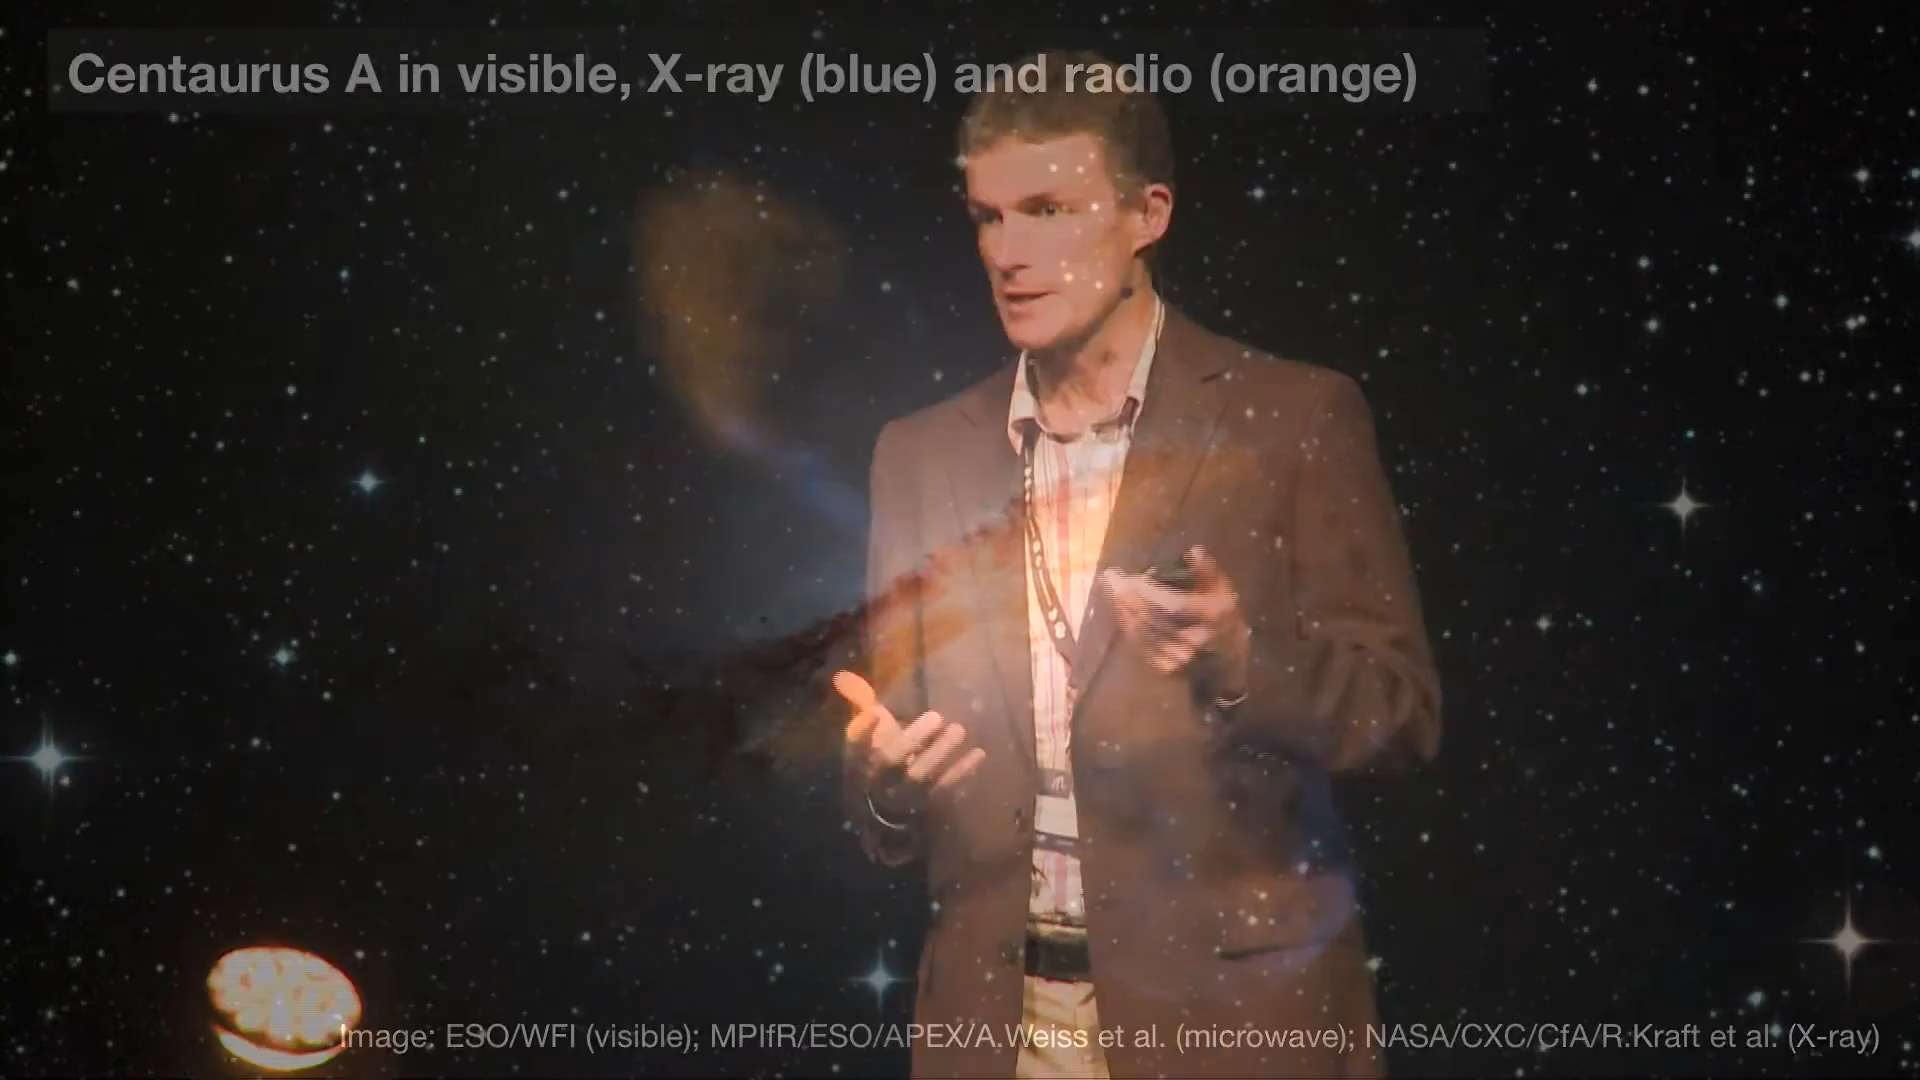 Centaurus A in visible, X-ray (blue) and radio (orange)
Image: ESO/WFI (visible); MPIfR/ESO/APEX/A.Weiss et al. (microwave); NASA/CXC/CfA/R.Kraft et al. (X-ray)